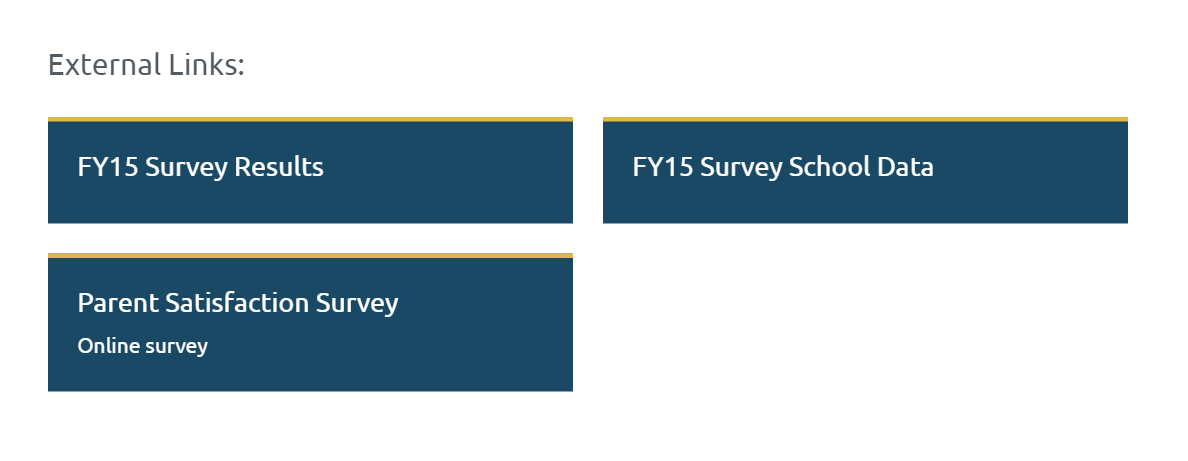 External Links:
FY15 Survey Results
FY15 Survey School Data
Parent Satisfaction Survey
Online survey